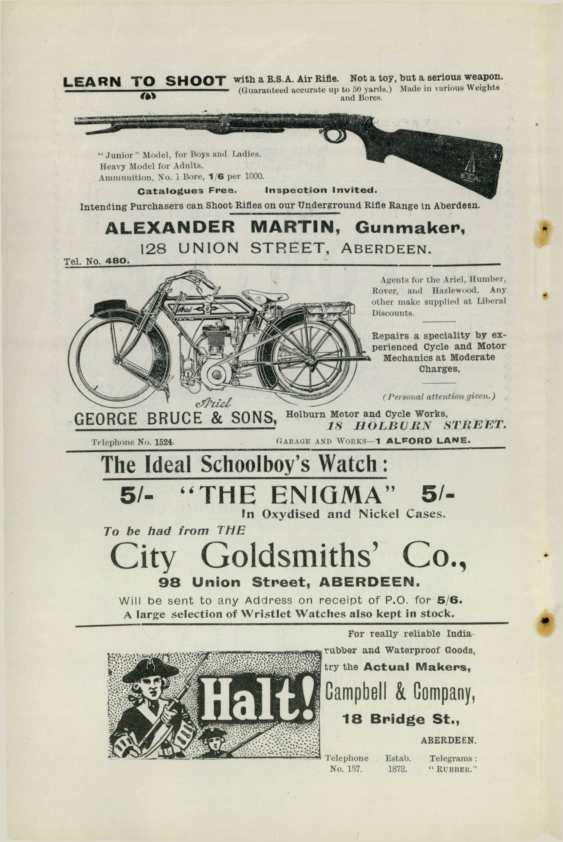 LEARN TO SHOOT with a B.S.A. Air Rifle. Not a toy, but a serious weapon.
(Guaranteed accurate up to 50 yards.) Made in various Weights
and Bores.
"Junior" Model, for Boys and Ladies.
Heavy Model for Adults.
Ammunition, No. 1 Bore, 1/6 per 1000.
Catalogues Free. Inspection Invited.
Intending Purchasers can Shoot Rifles on our Underground Rifle Range in Aberdeen.
ALEXANDER MARTIN, Gunmaker,
128 UNION STREET, ABERDEEN.
Tel. No. 480.
Agents for the Ariel, Humber,
Rover, and Hazlewood. Any
other make supplied at Liberal
Discounts.
Repairs a speciality by ex-
perienced Cycle and Motor
Mechanics at Moderate
Charges.
(Personal attention given.)
Ariel
GEORGE BRUCE & SONS, Holburn Motor and Cycle Works,
18 HOLBURN STREET.
Telephone No. 1524. GARAGE AND WORKS—1 ALFORD LANE.
The Ideal Schoolboy's Watch:
5/- "THE ENIGMA" 5/-
In Oxydised and Nickel Cases.
To be had from THE
City Goldsmiths' Co.,
98 Union Street, ABERDEEN.
Will be sent to any Address on receipt of P.O. for 5/6.
A large selection of Wristlet Watches also kept in stock.
Halt!
For really reliable India-
rubber and Waterproof Goods,
try the Actual Makers,
Campbell & Company,
18 Bridge St.,
ABERDEEN.
Telephone Estab. Telegrams:
No. 157. 1872. "RUBBER."